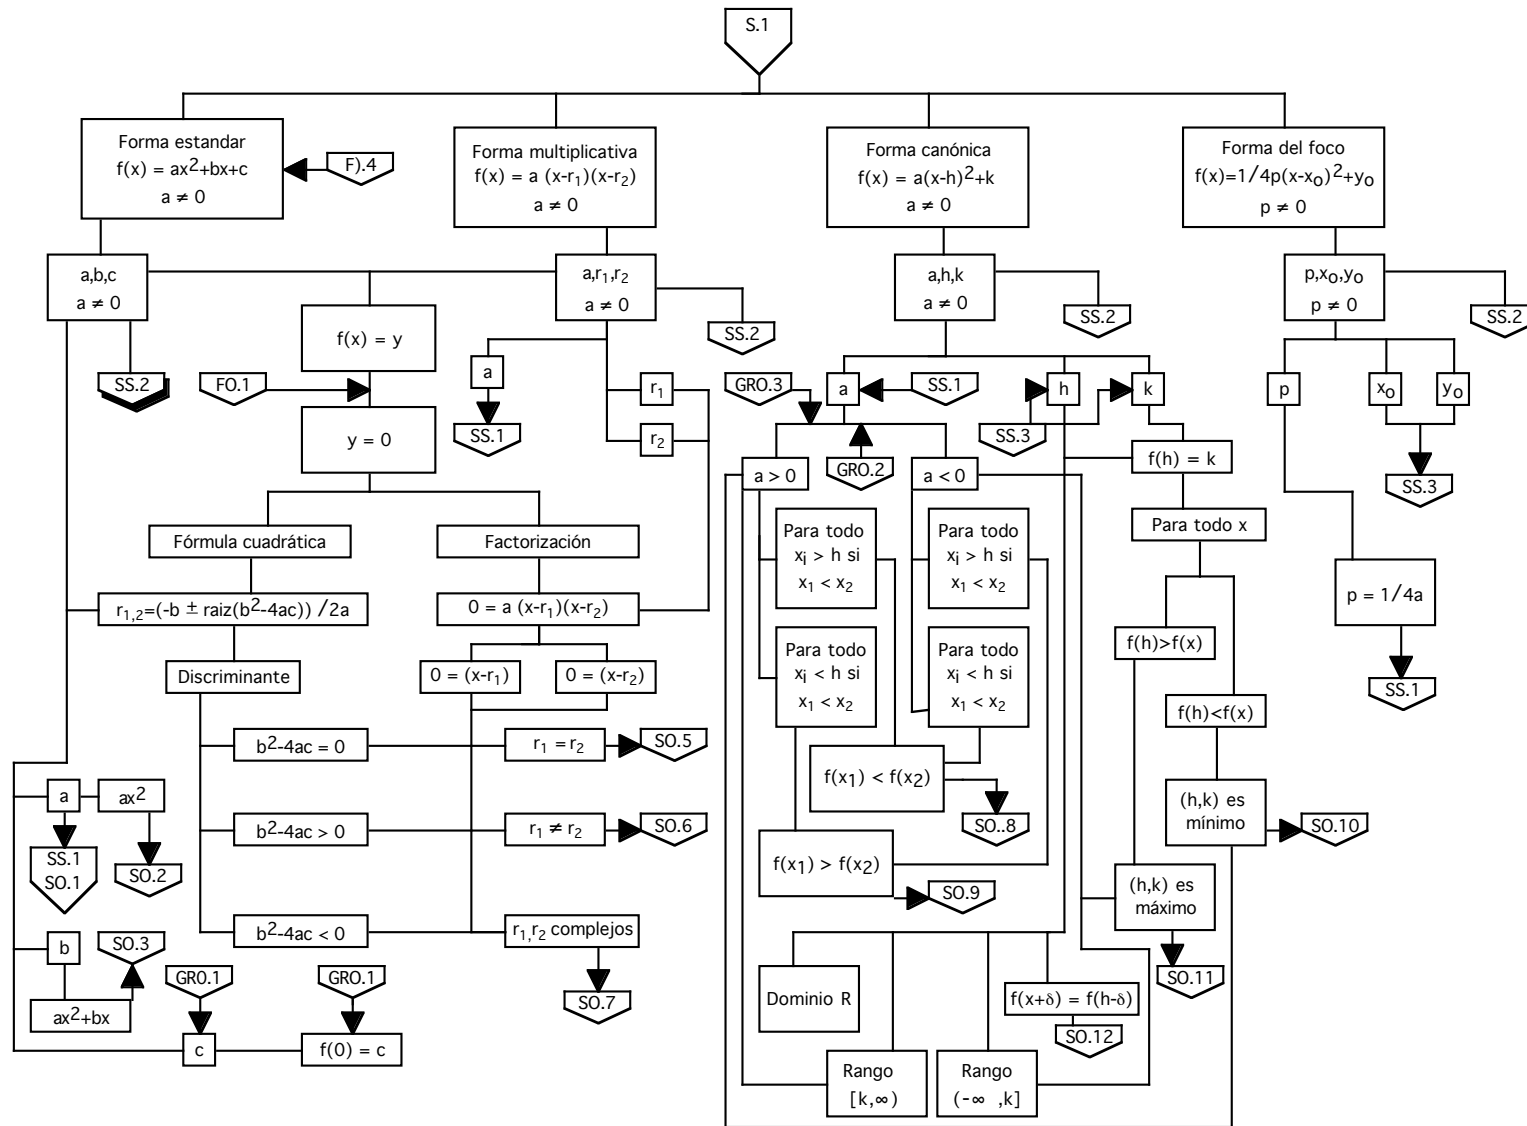 S.1
Forma estandar
f(x) = ax²+bx+c
a ≠ 0
F).4
Forma multiplicativa
f(x) = a (x-r₁)(x-r₂)
a ≠ 0
Forma canónica
f(x) = a(x-h)²+k
a ≠ 0
Forma del foco
f(x)=1/4p(x-xₒ)²+yₒ
p ≠ 0
a,b,c
a ≠ 0
a,r₁,r₂
a ≠ 0
a,h,k
a ≠ 0
p,xₒ,yₒ
p ≠ 0
SS.2
SS.2
SS.2
SS.2
f(x) = y
FO.1
y = 0
a
SS.1
r₁
r₂
GRO.3
a
SS.1
h
k
SS.3
GRO.2
a > 0
a < 0
f(h) = k
p
xₒ
yₒ
SS.3
Fórmula cuadrática
Factorización
Para todo
xᵢ > h si
x₁ < x₂
Para todo
xᵢ > h si
x₁ < x₂
Para todo x
r₁,₂=(-b ± raiz(b²-4ac)) /2a
0 = a (x-r₁)(x-r₂)
p = 1/4a
SS.1
Discriminante
0 = (x-r₁)
0 = (x-r₂)
Para todo
xᵢ < h si
x₁ < x₂
Para todo
xᵢ < h si
x₁ < x₂
f(h)>f(x)
f(h)<f(x)
b²-4ac = 0
r₁ = r₂
SO.5
f(x₁) < f(x₂)
SO..8
a
ax²
SS.1
SO.1
SO.2
b²-4ac > 0
r₁ ≠ r₂
SO.6
f(x₁) > f(x₂)
SO.9
(h,k) es
mínimo
SO.10
(h,k) es
máximo
SO.11
b²-4ac < 0
r₁,r₂ complejos
SO.7
b
SO.3
ax²+bx
GR0.1
GRO.1
c
f(0) = c
Dominio R
f(x+δ) = f(h-δ)
SO.12
Rango
[k,∞)
Rango
(-∞ ,k]